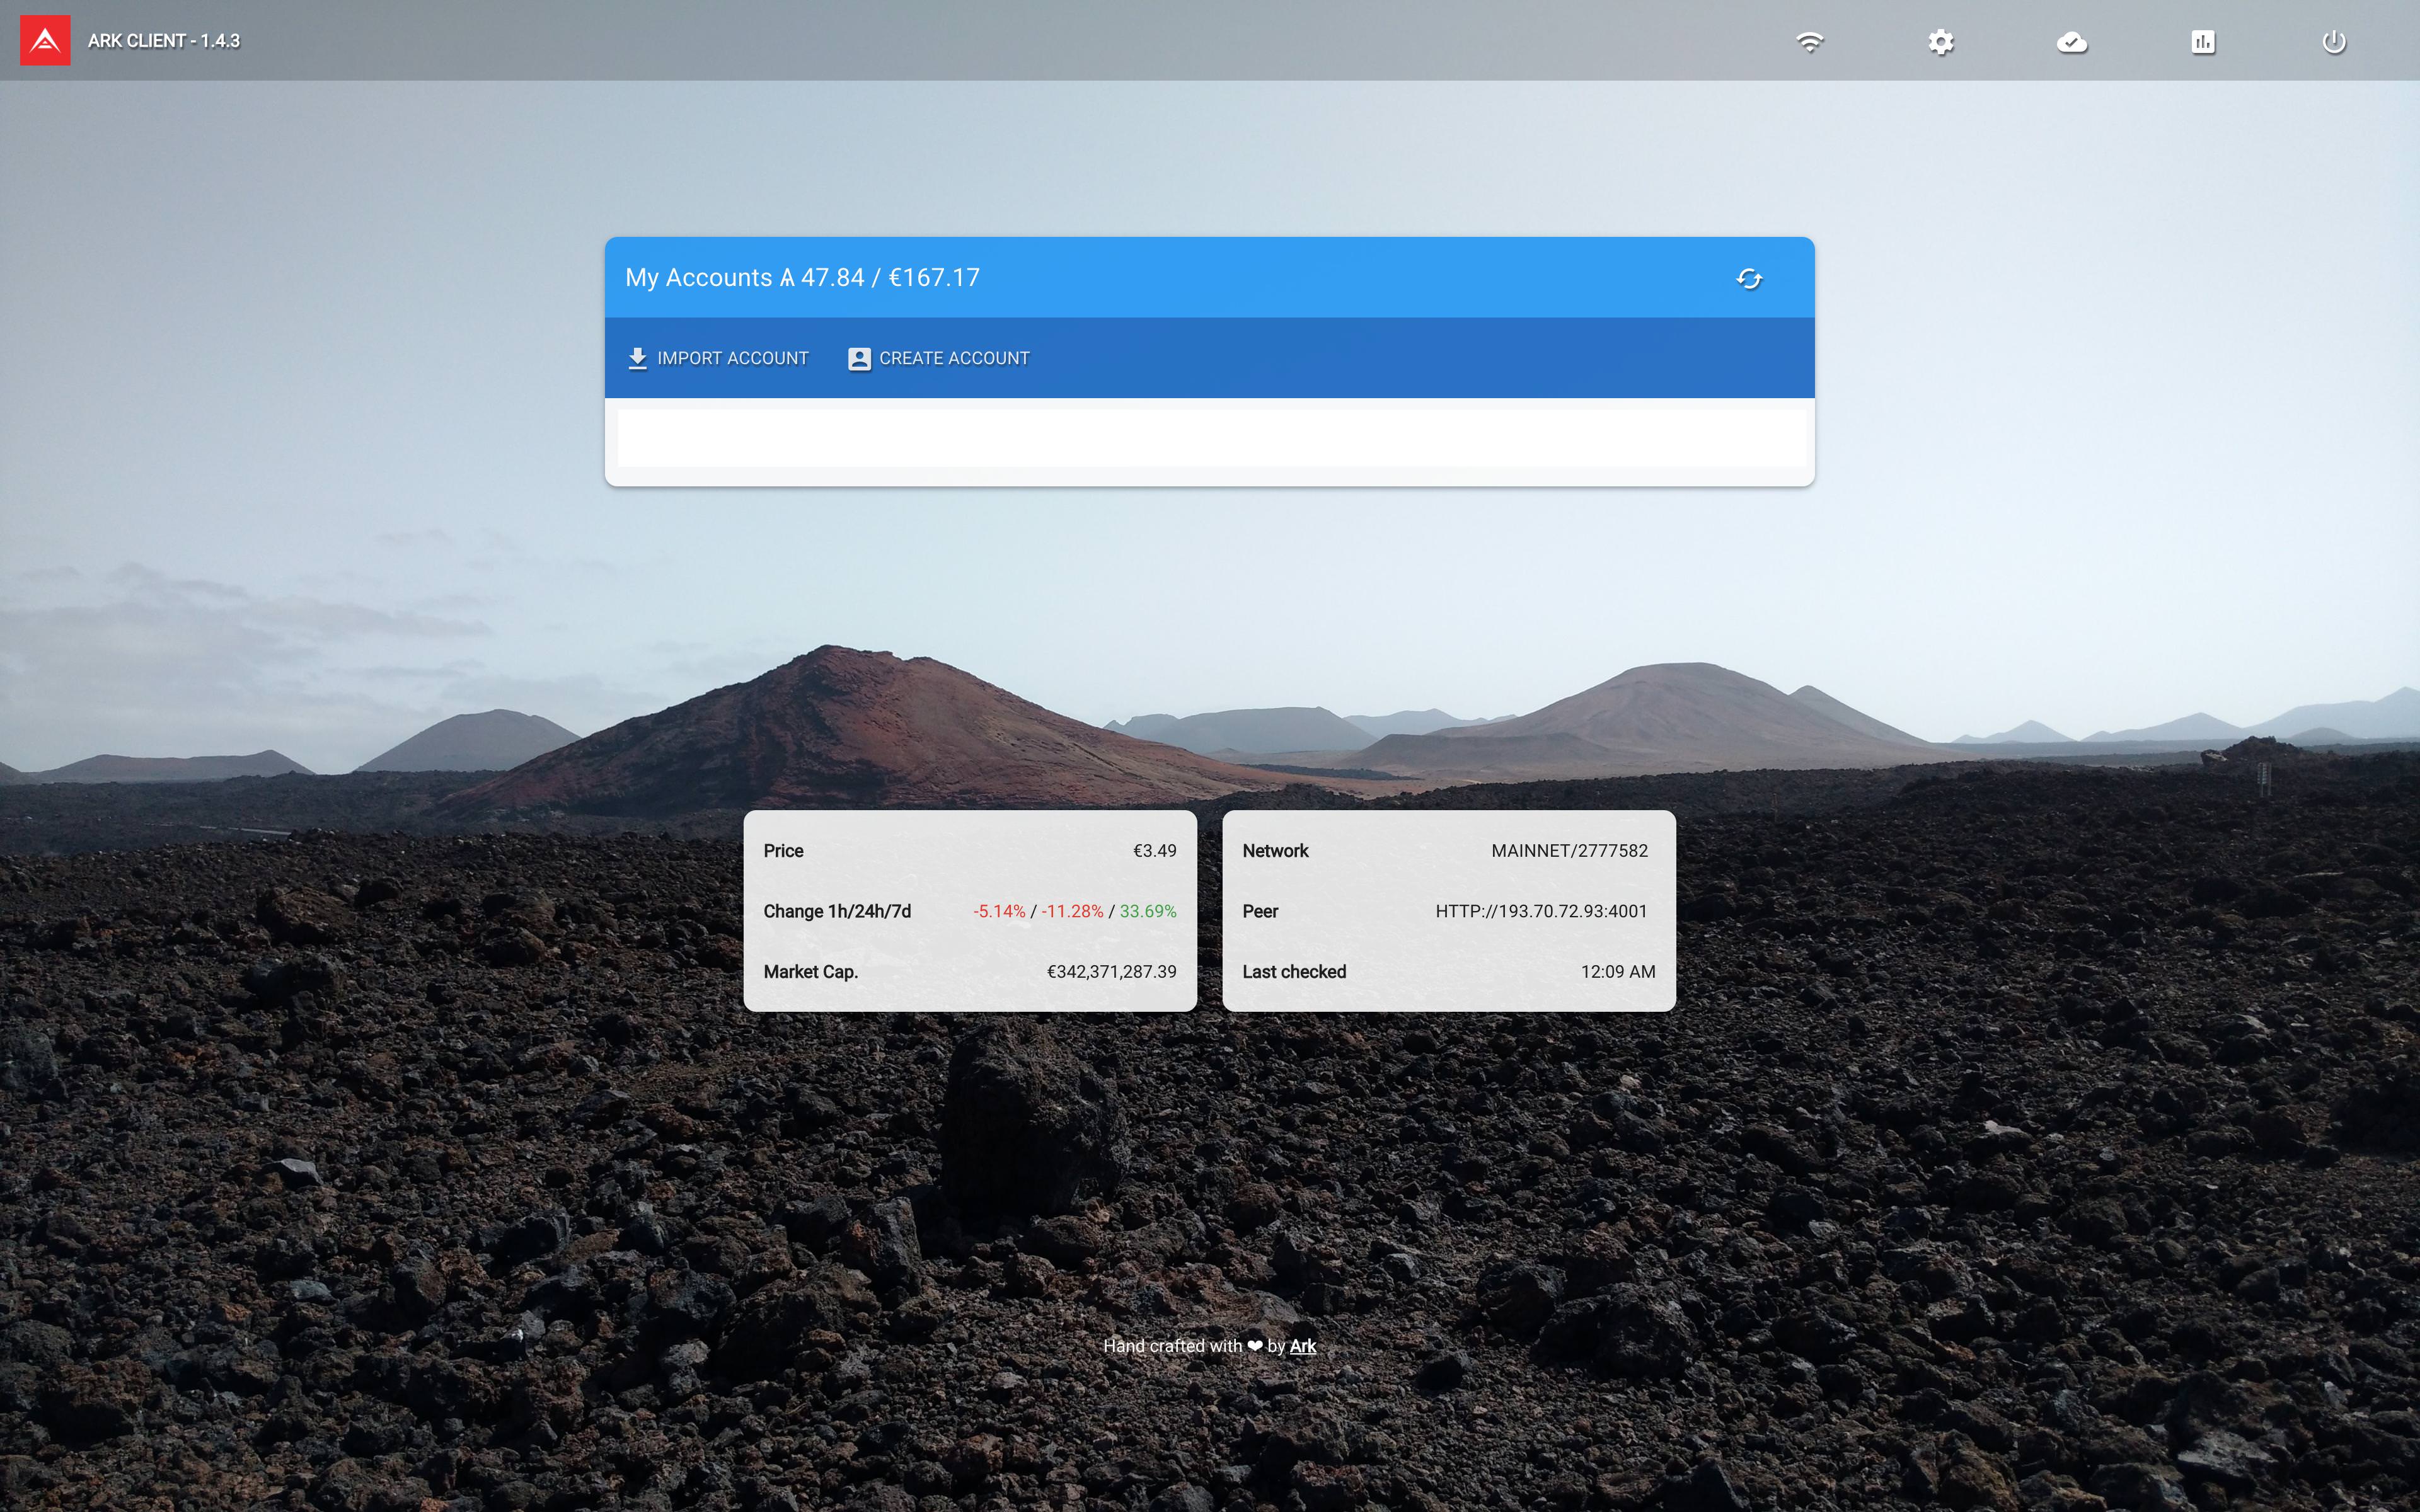 ARK CLIENT - 1.4.3
My Accounts Ѧ 47.84 / €167.17
IMPORT ACCOUNT
CREATE ACCOUNT
Price €3.49
Change 1h/24h/7d -5.14% / -11.28% / 33.69%
Market Cap. €342,371,287.39
Network MAINNET/2777582
Peer HTTP://193.70.72.93:4001
Last checked 12:09 AM
Hand crafted with ❤ by Ark